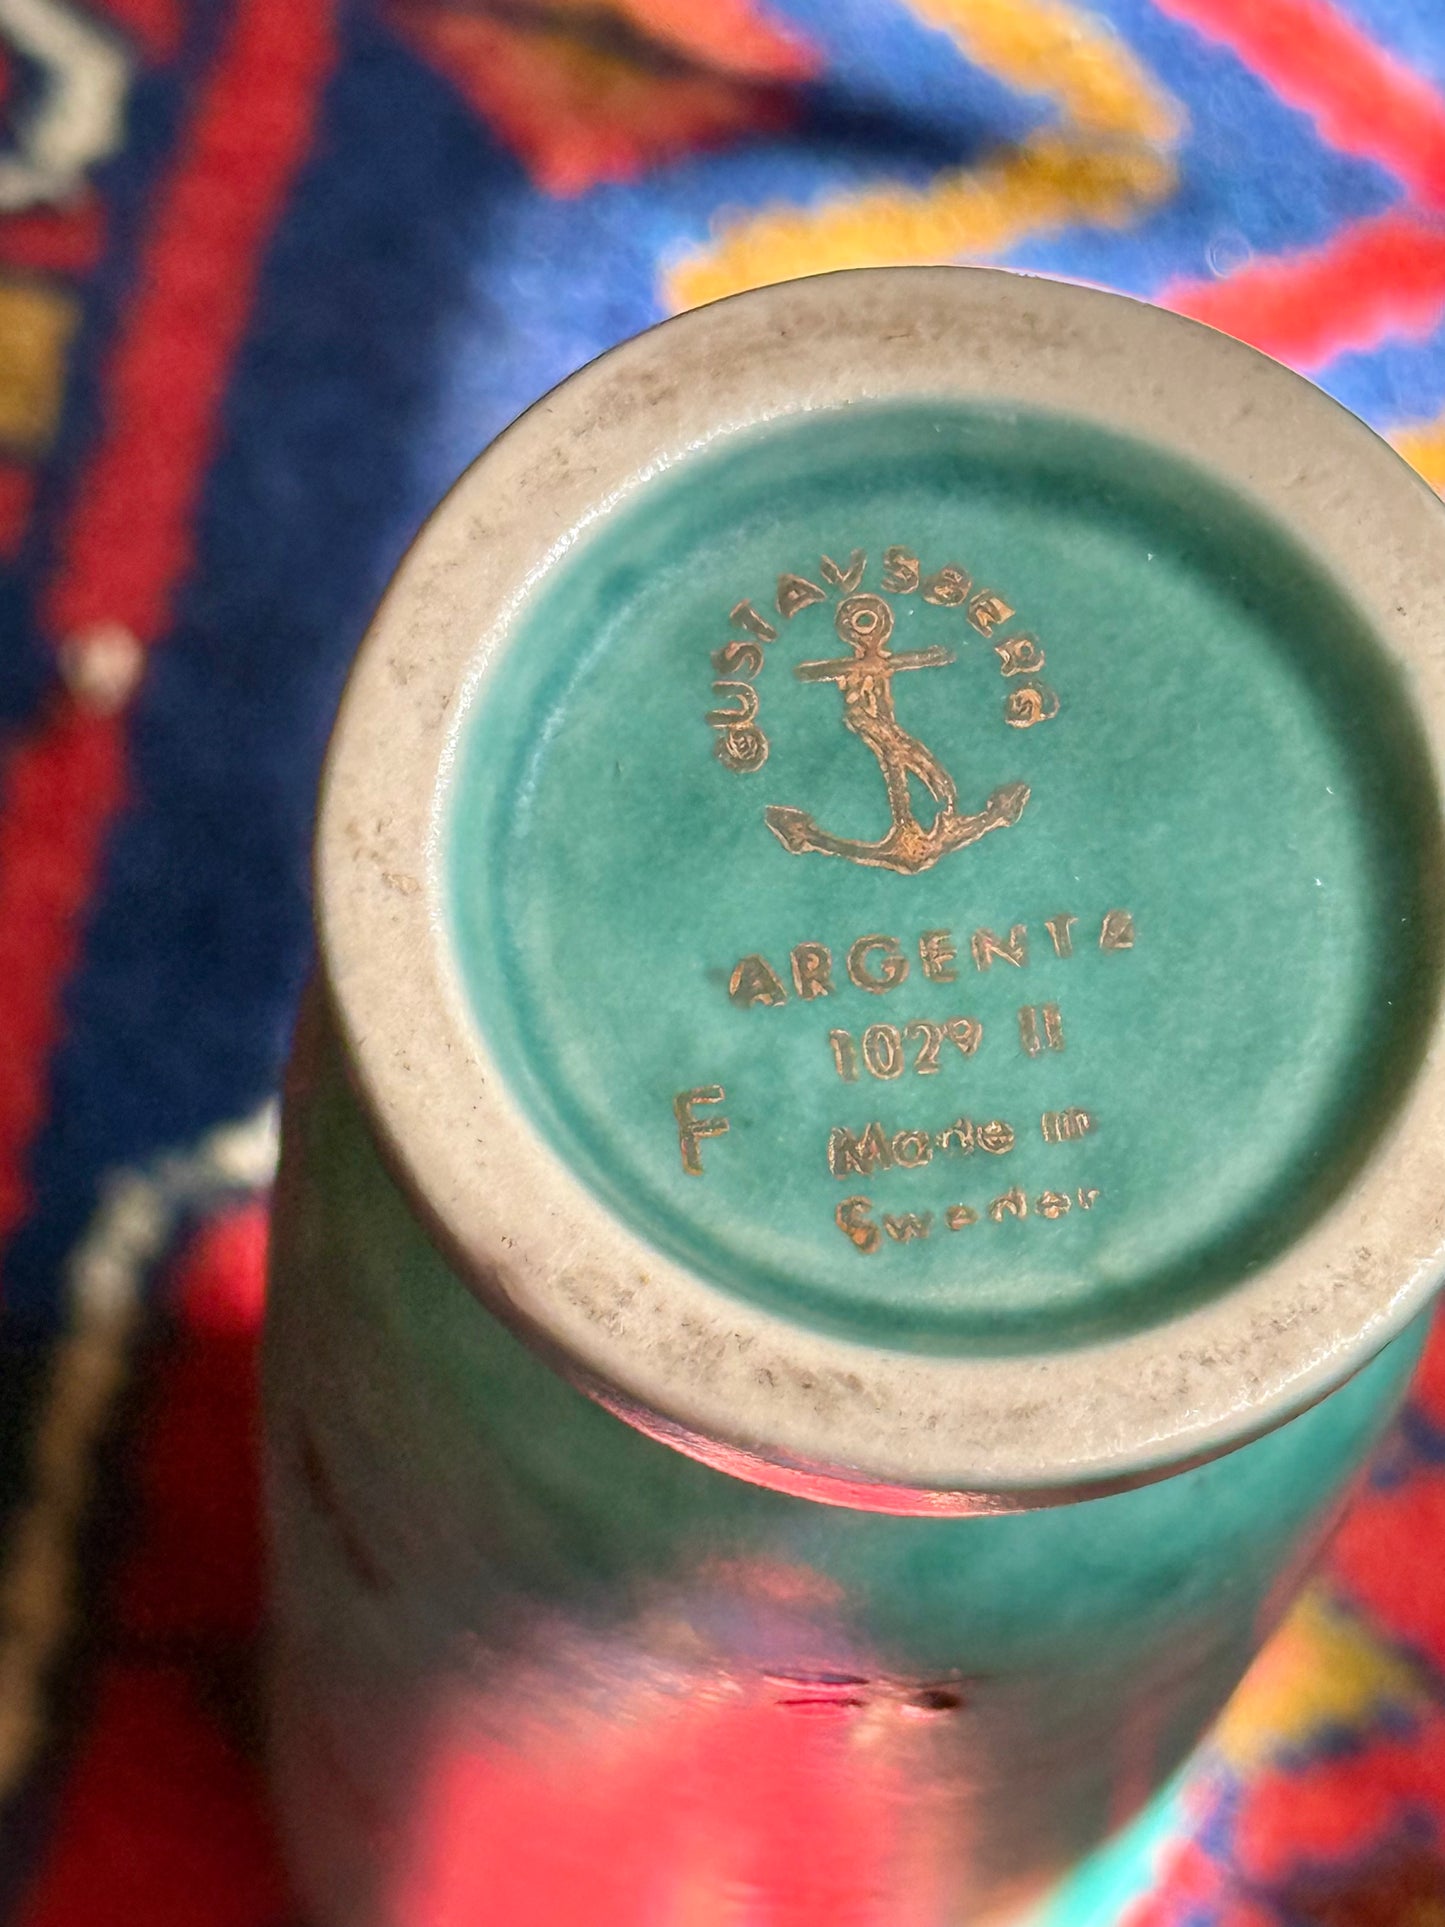 GUSTAVSBERG
ARGENTA
1029 II
F
Made in
Sweden